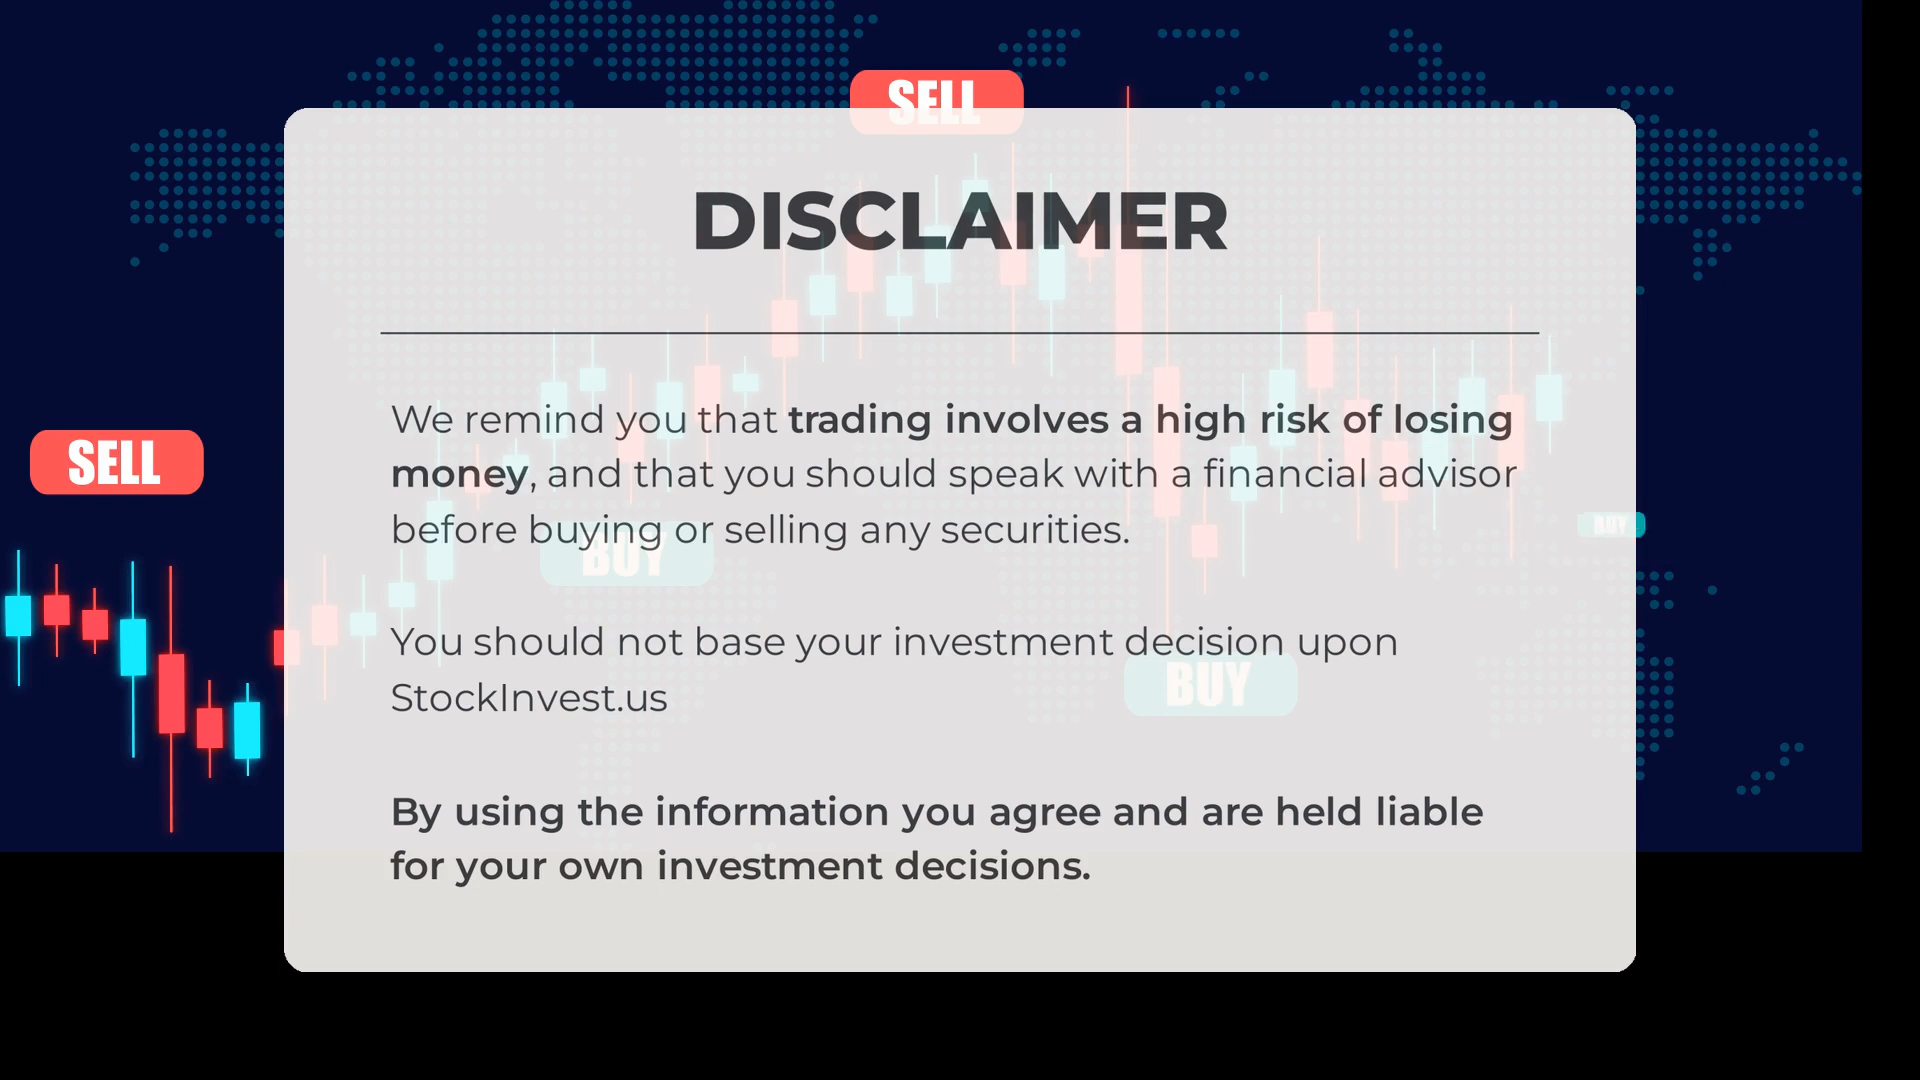 SELL
DISCLAIMER
We remind you that trading involves a high risk of losing
money, and that you should speak with a financial advisor
before buying or selling any securities.
SELL
BUY
BUY
You should not base your investment decision upon
StockInvest.us
BUY
By using the information you agree and are held liable
for your own investment decisions.